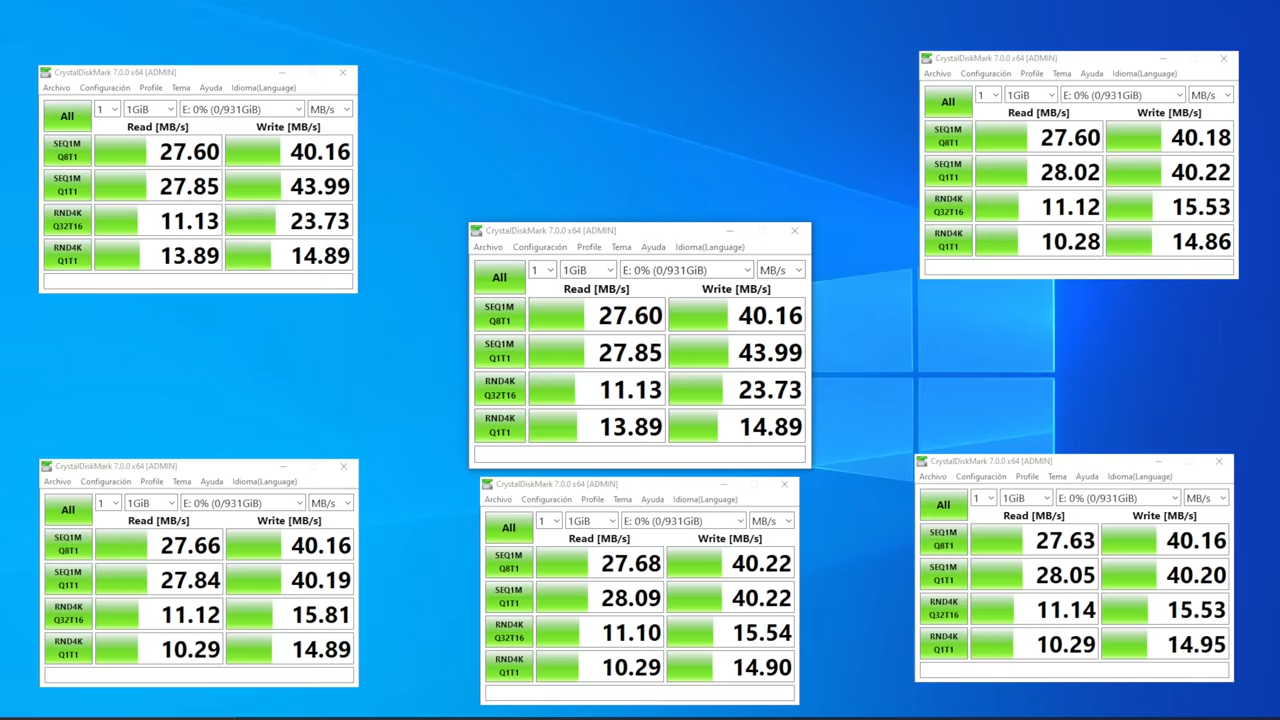 CrystalDiskMark 7.0.0 x64 [ADMIN]
Archivo Configuración Profile Tema Ayuda Idioma(Language)
All 1 1GiB E: 0% (0/931GiB) MB/s
Read [MB/s] Write [MB/s]
SEQ1M Q8T1 27.60 40.16
SEQ1M Q1T1 27.85 43.99
RND4K Q32T16 11.13 23.73
RND4K Q1T1 13.89 14.89
CrystalDiskMark 7.0.0 x64 [ADMIN]
Archivo Configuración Profile Tema Ayuda Idioma(Language)
All 1 1GiB E: 0% (0/931GiB) MB/s
Read [MB/s] Write [MB/s]
SEQ1M Q8T1 27.60 40.18
SEQ1M Q1T1 28.02 40.22
RND4K Q32T16 11.12 15.53
RND4K Q1T1 10.28 14.86
CrystalDiskMark 7.0.0 x64 [ADMIN]
Archivo Configuración Profile Tema Ayuda Idioma(Language)
All 1 1GiB E: 0% (0/931GiB) MB/s
Read [MB/s] Write [MB/s]
SEQ1M Q8T1 27.60 40.16
SEQ1M Q1T1 27.85 43.99
RND4K Q32T16 11.13 23.73
RND4K Q1T1 13.89 14.89
CrystalDiskMark 7.0.0 x64 [ADMIN]
Archivo Configuración Profile Tema Ayuda Idioma(Language)
All 1 1GiB E: 0% (0/931GiB) MB/s
Read [MB/s] Write [MB/s]
SEQ1M Q8T1 27.66 40.16
SEQ1M Q1T1 27.84 40.19
RND4K Q32T16 11.12 15.81
RND4K Q1T1 10.29 14.89
CrystalDiskMark 7.0.0 x64 [ADMIN]
Archivo Configuración Profile Tema Ayuda Idioma(Language)
All 1 1GiB E: 0% (0/931GiB) MB/s
Read [MB/s] Write [MB/s]
SEQ1M Q8T1 27.68 40.22
SEQ1M Q1T1 28.09 40.22
RND4K Q32T16 11.10 15.54
RND4K Q1T1 10.29 14.90
CrystalDiskMark 7.0.0 x64 [ADMIN]
Archivo Configuración Profile Tema Ayuda Idioma(Language)
All 1 1GiB E: 0% (0/931GiB) MB/s
Read [MB/s] Write [MB/s]
SEQ1M Q8T1 27.63 40.16
SEQ1M Q1T1 28.05 40.20
RND4K Q32T16 11.14 15.53
RND4K Q1T1 10.29 14.95